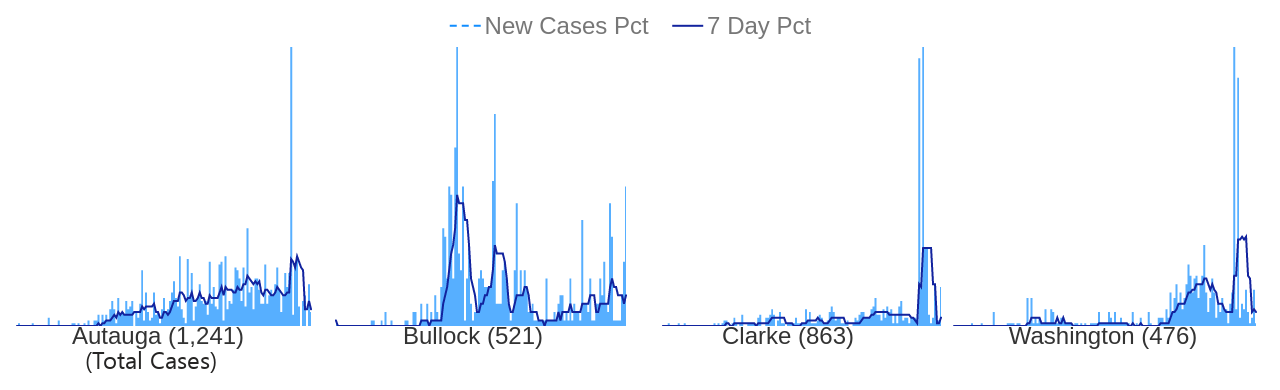 New Cases Pct 7 Day Pct
Autauga (1,241) Bullock (521) Clarke (863) Washington (476)
(Total Cases)